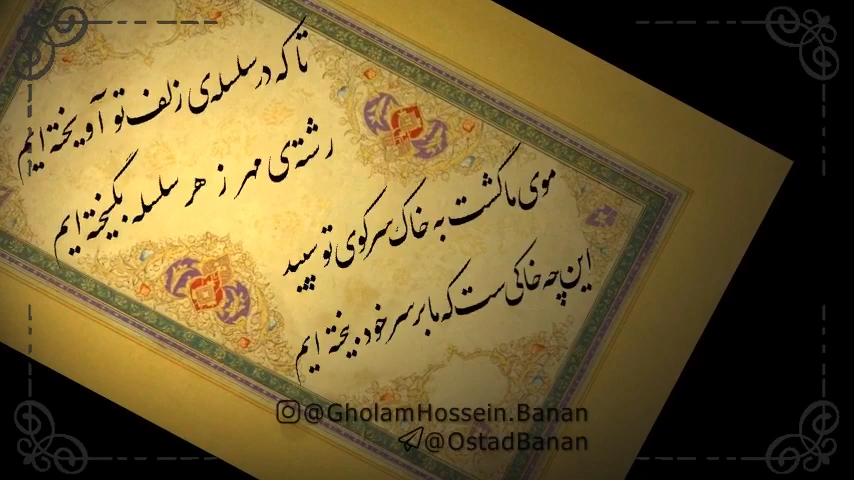 تا که در سلسله‌ی زلف تو آویخته ایم
رشته‌ی مهر ز هر سلسله بگسیخته ایم
موی ما گشت به خاک سر کوی تو سپید
این چه خاکی ست که ما بر سر خود بیخته ایم
@GholamHossein.Banan
@OstadBanan